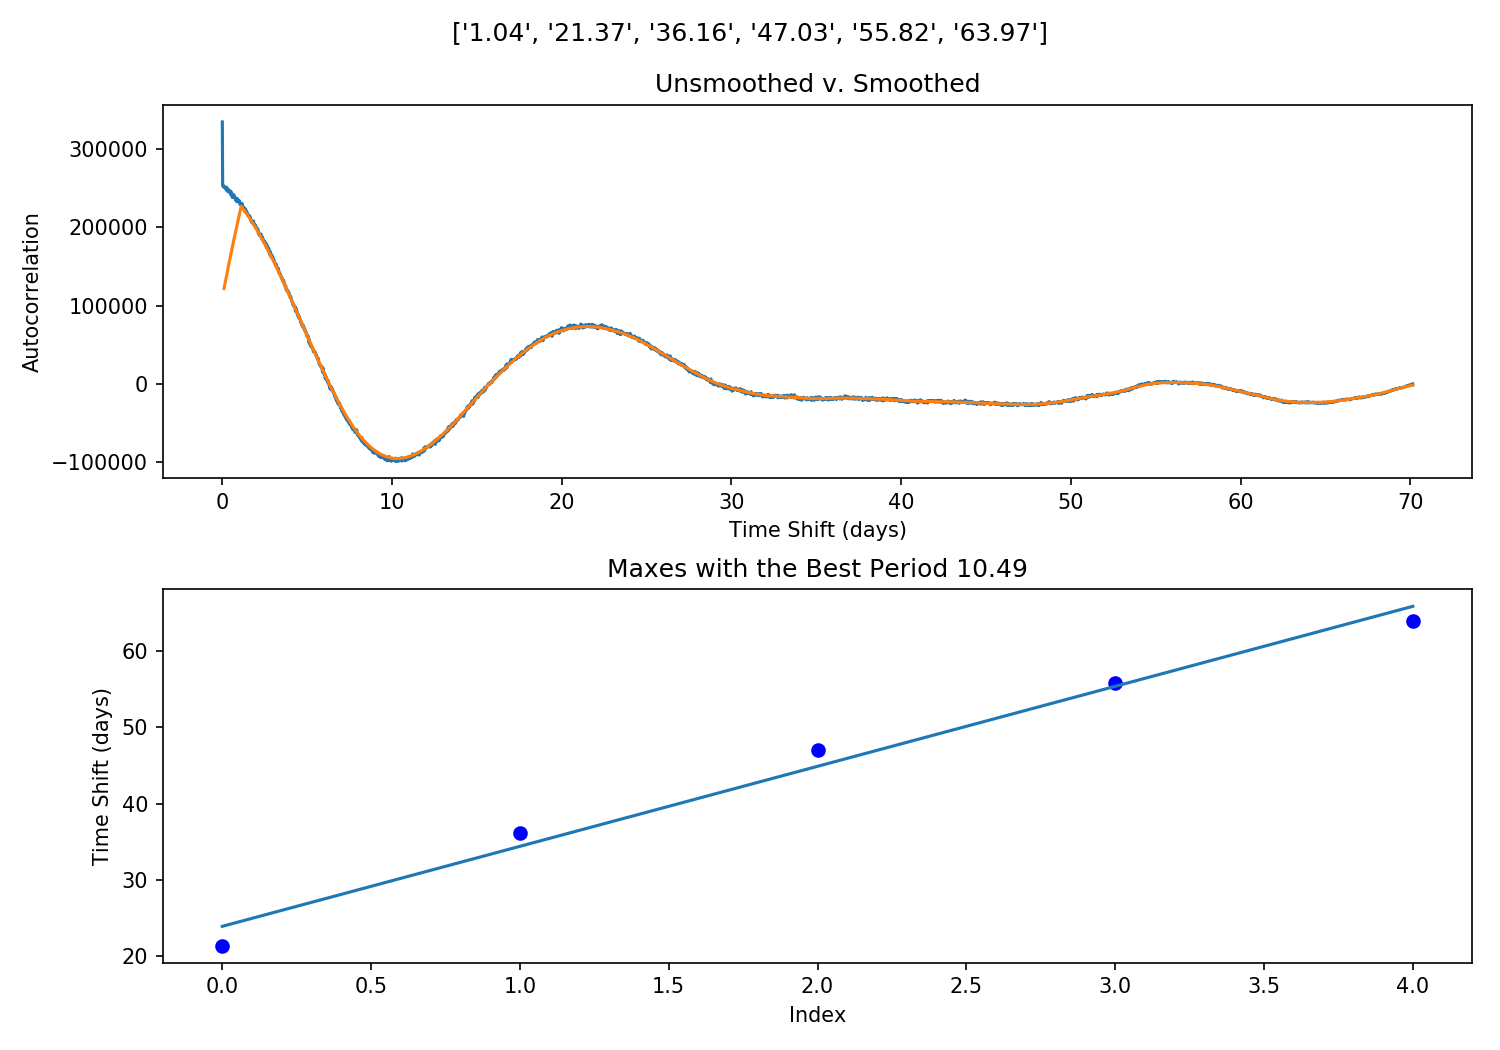 ['1.04', '21.37', '36.16', '47.03', '55.82', '63.97']
Unsmoothed v. Smoothed
300000
200000
100000
0
−100000
Autocorrelation
0 10 20 30 40 50 60 70
Time Shift (days)
Maxes with the Best Period 10.49
60
50
40
30
20
Time Shift (days)
0.0 0.5 1.0 1.5 2.0 2.5 3.0 3.5 4.0
Index